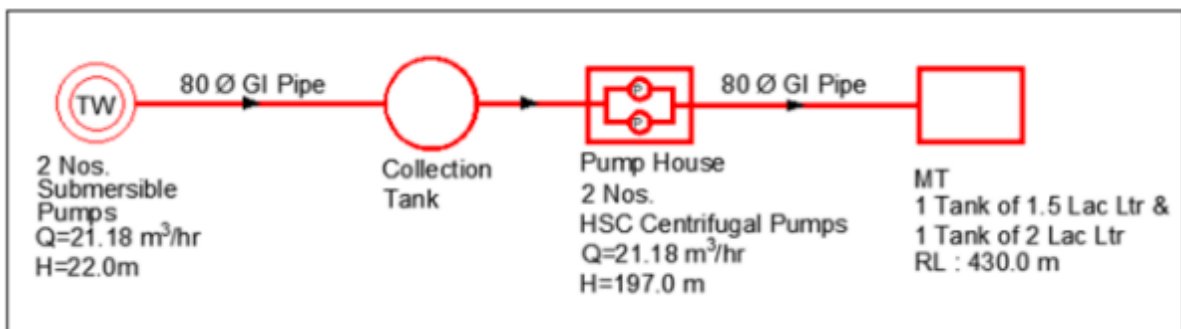 TW
80 Ø GI Pipe
2 Nos.
Submersible
Pumps
Q=21.18 m³/hr
H=22.0m
Collection
Tank
P
P
Pump House
2 Nos.
HSC Centrifugal Pumps
Q=21.18 m³/hr
H=197.0 m
80 Ø GI Pipe
MT
1 Tank of 1.5 Lac Ltr &
1 Tank of 2 Lac Ltr
RL : 430.0 m